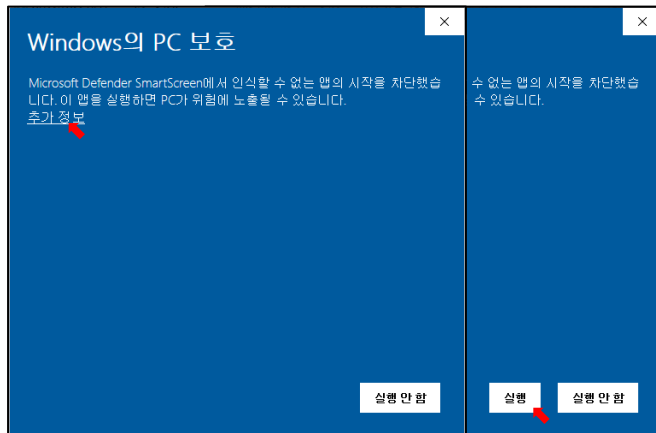 Windows의 PC 보호
Microsoft Defender SmartScreen에서 인식할 수 없는 앱의 시작을 차단했습
니다. 이 앱을 실행하면 PC가 위험에 노출될 수 있습니다.
추가 정보
실행 안 함
수 없는 앱의 시작을 차단했습
수 있습니다.
실행
실행 안 함